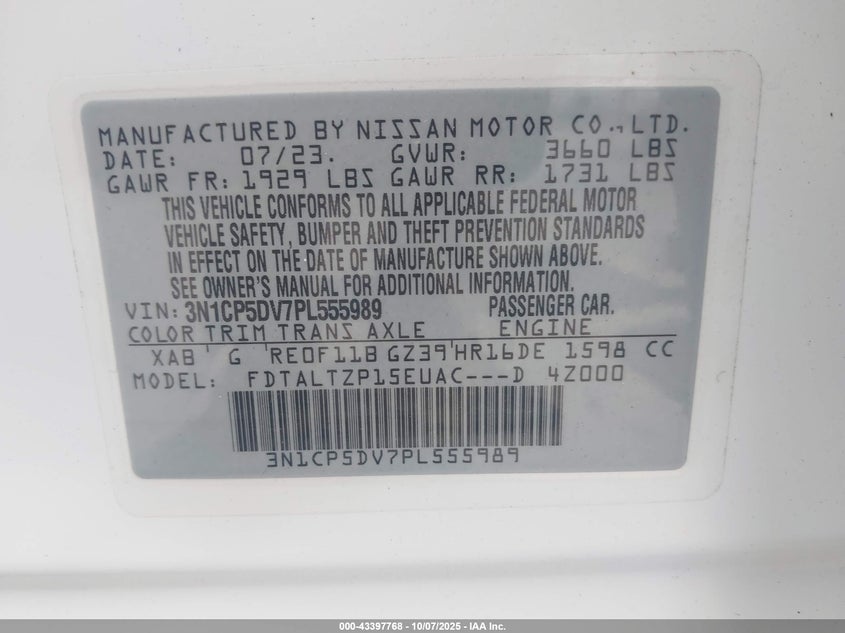 MANUFACTURED BY NISSAN MOTOR CO., LTD.
DATE: 07/23. GVWR: 3660 LBS
GAWR FR: 1929 LBS GAWR RR: 1731 LBS
THIS VEHICLE CONFORMS TO ALL APPLICABLE FEDERAL MOTOR
VEHICLE SAFETY, BUMPER AND THEFT PREVENTION STANDARDS
IN EFFECT ON THE DATE OF MANUFACTURE SHOWN ABOVE.
SEE OWNER'S MANUAL FOR ADDITIONAL INFORMATION.
VIN: 3N1CP5DV7PL555989 PASSENGER CAR.
COLOR TRIM TRANS AXLE ENGINE
XAB G RE0F11B GZ39 HR16DE 1598 CC
MODEL: FDTALTZP15EUAC---D 4Z000
3N1CP5DV7PL555989
000-43397768 - 10/07/2025 - IAA Inc.